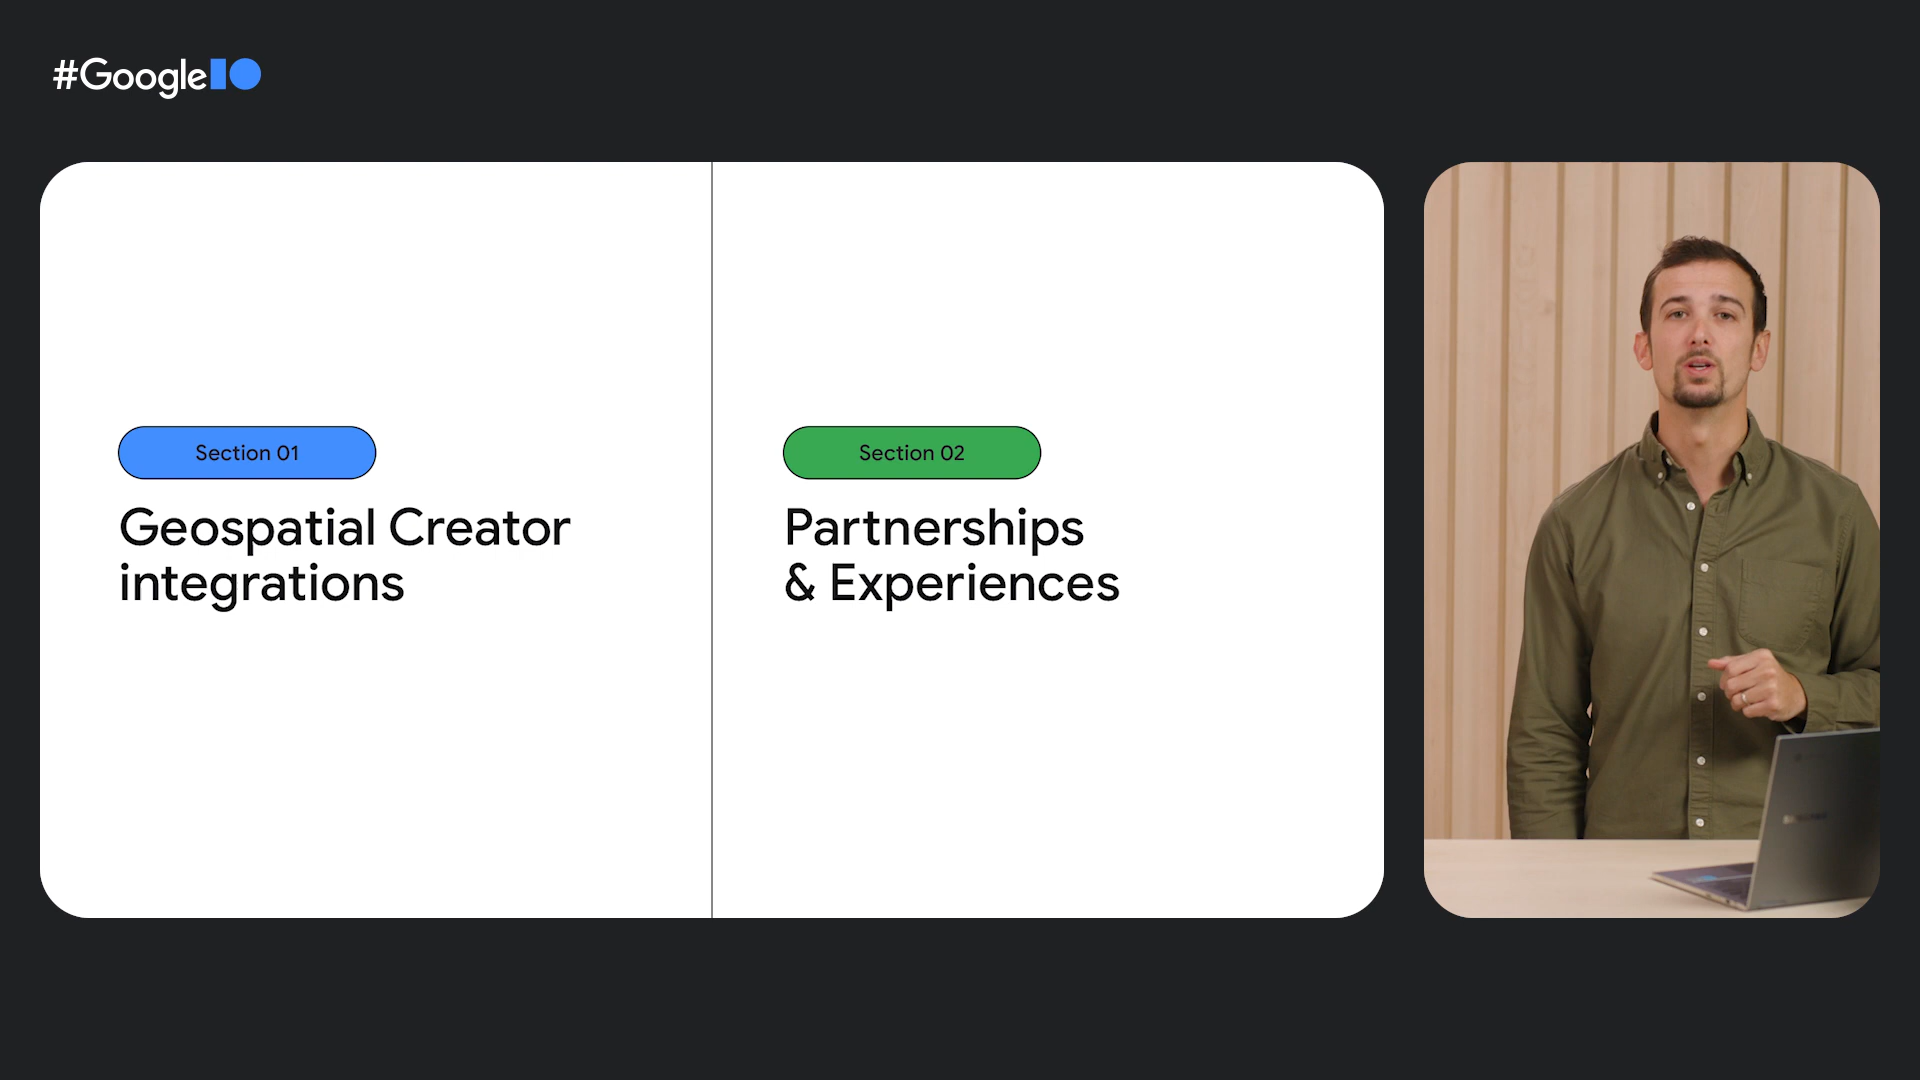 #GoogleIO
Section 01
Geospatial Creator
integrations
Section 02
Partnerships
& Experiences